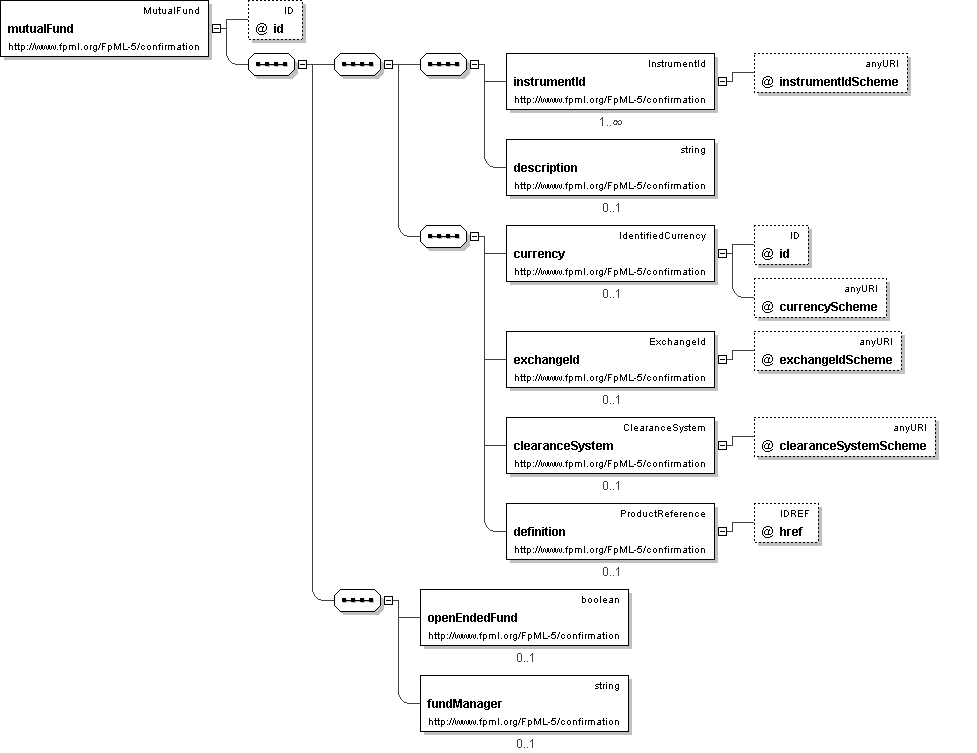 MutualFund
mutualFund
http://www.fpml.org/FpML-5/confirmation
ID
@ id
InstrumentId
instrumentId
http://www.fpml.org/FpML-5/confirmation
1..∞
anyURI
@ instrumentIdScheme
string
description
http://www.fpml.org/FpML-5/confirmation
0..1
IdentifiedCurrency
currency
http://www.fpml.org/FpML-5/confirmation
0..1
ID
@ id
anyURI
@ currencyScheme
ExchangeId
exchangeId
http://www.fpml.org/FpML-5/confirmation
0..1
anyURI
@ exchangeIdScheme
ClearanceSystem
clearanceSystem
http://www.fpml.org/FpML-5/confirmation
0..1
anyURI
@ clearanceSystemScheme
ProductReference
definition
http://www.fpml.org/FpML-5/confirmation
0..1
IDREF
@ href
boolean
openEndedFund
http://www.fpml.org/FpML-5/confirmation
0..1
string
fundManager
http://www.fpml.org/FpML-5/confirmation
0..1